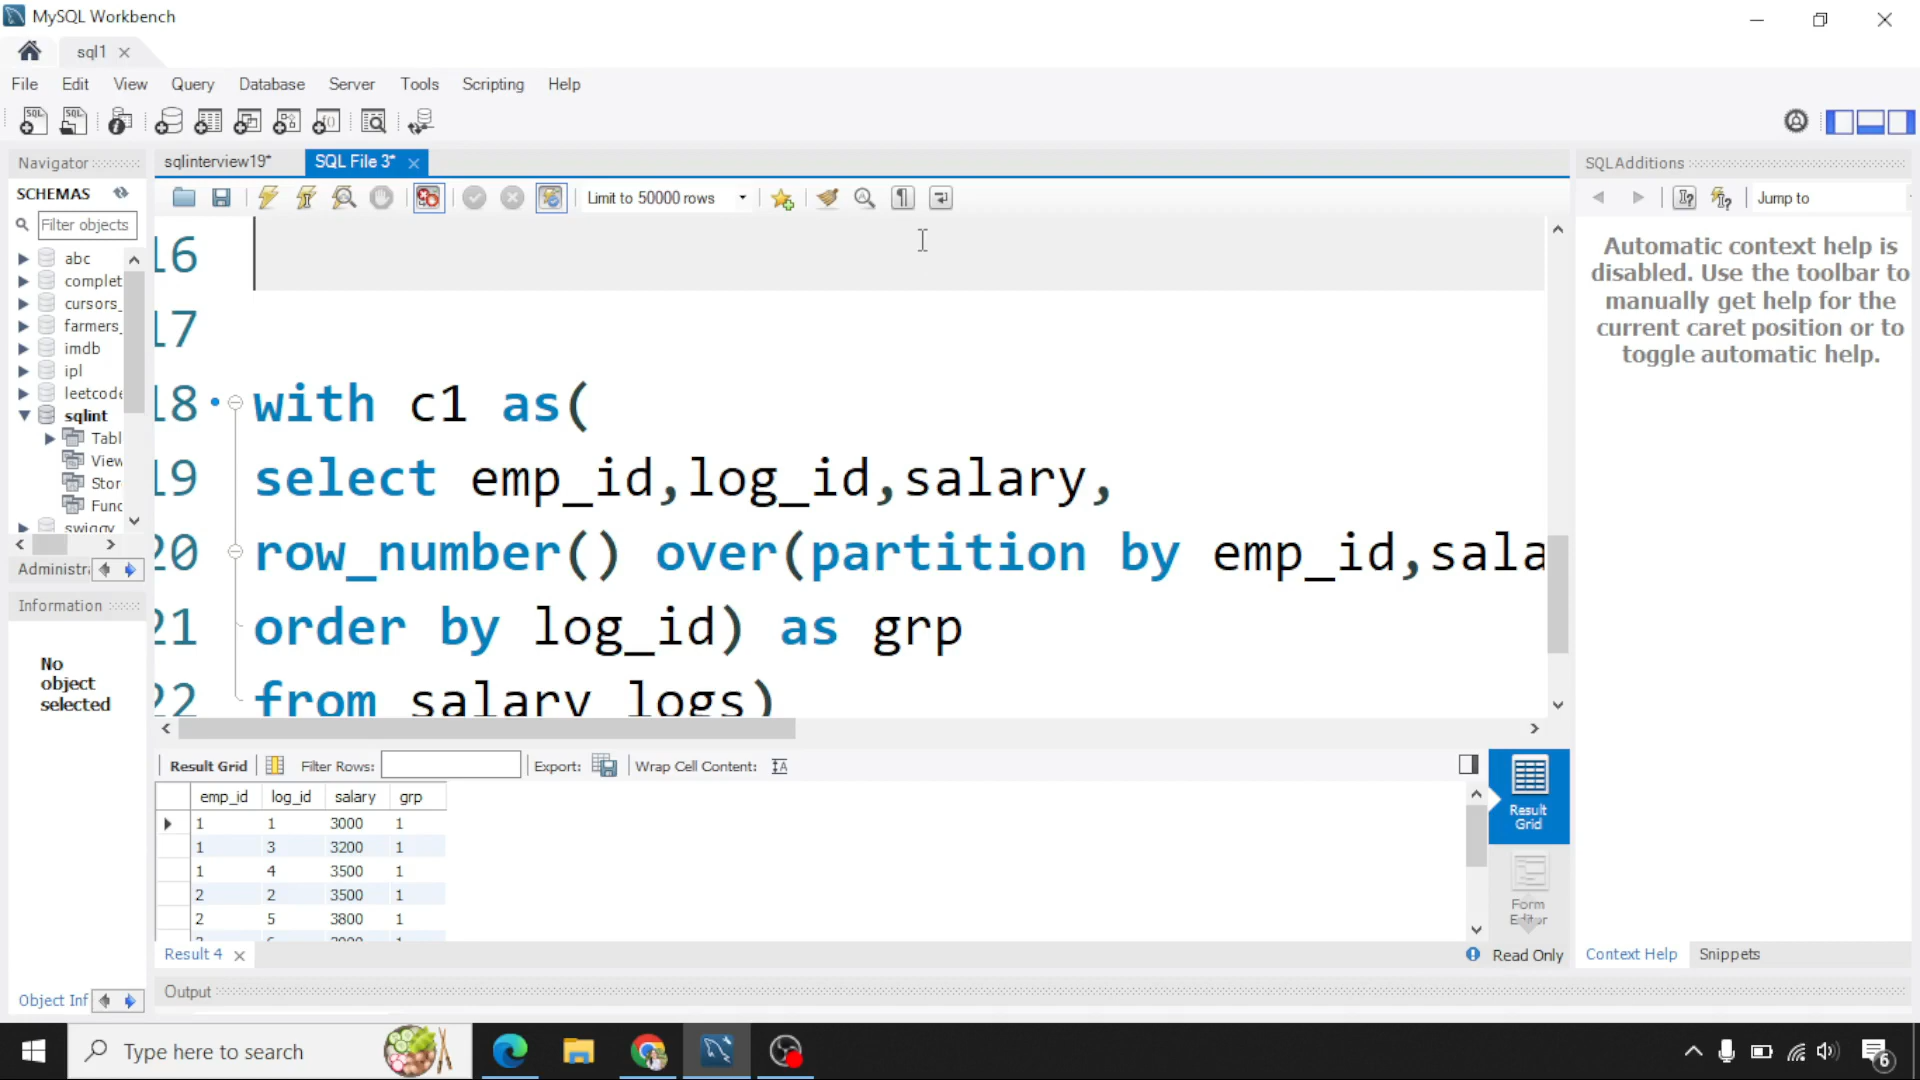 MySQL Workbench
sql1
File Edit View Query Database Server Tools Scripting Help
Navigator
SCHEMAS
Filter objects
abc
complet
cursors_
farmers_
imdb
ipl
leetcode
sqlint
Tabl
View
Stor
Func
swiggy
Administra
Information
No
object
selected
Object Inf
sqlinterview19*
SQL File 3*
Limit to 50000 rows
16
17
18 with c1 as(
19 select emp_id,log_id,salary,
20 row_number() over(partition by emp_id,sala
21 order by log_id) as grp
22 from salary_logs)
Result Grid Filter Rows: Export: Wrap Cell Content:
emp_id log_id salary grp
1 1 3000 1
1 3 3200 1
1 4 3500 1
2 2 3500 1
2 5 3800 1
Result 4
Result
Grid
Form
Editor
Read Only
Output
SQLAdditions
Jump to
Automatic context help is
disabled. Use the toolbar to
manually get help for the
current caret position or to
toggle automatic help.
Context Help Snippets
Type here to search
6